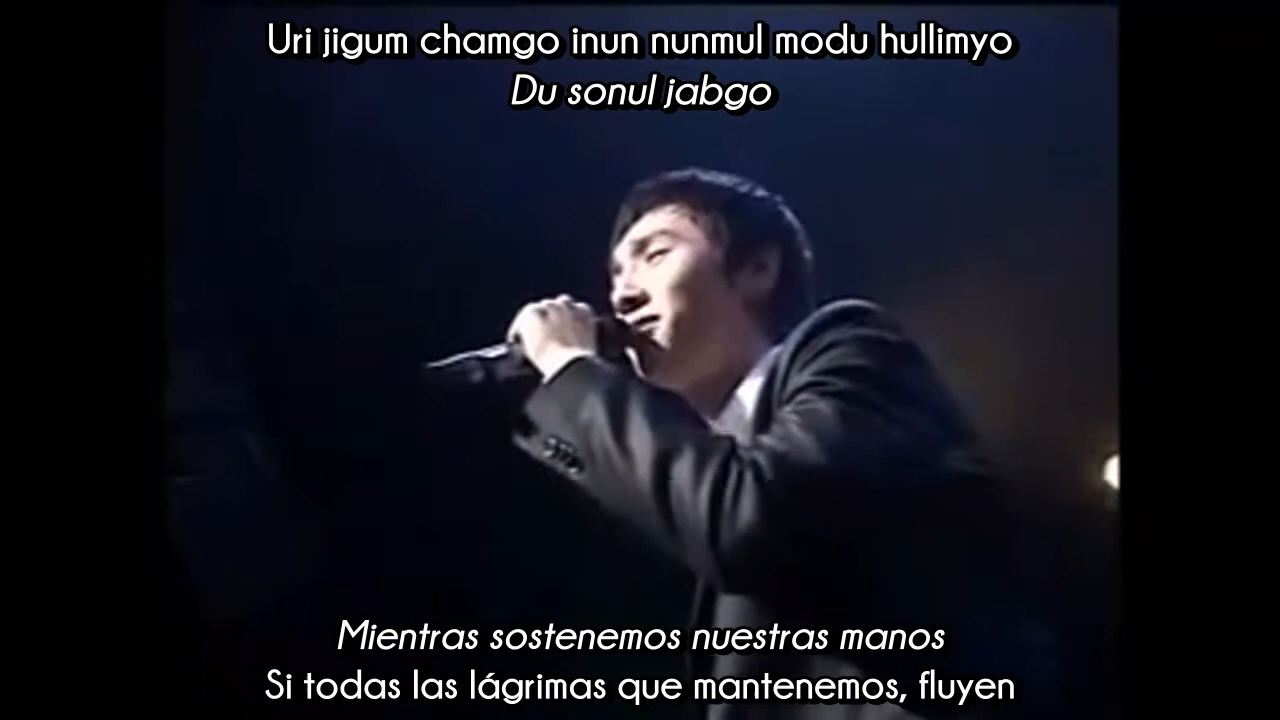 Uri jigum chamgo inun nunmul modu hullimyo
Du sonul jabgo
Mientras sostenemos nuestras manos
Si todas las lágrimas que mantenemos, fluyen